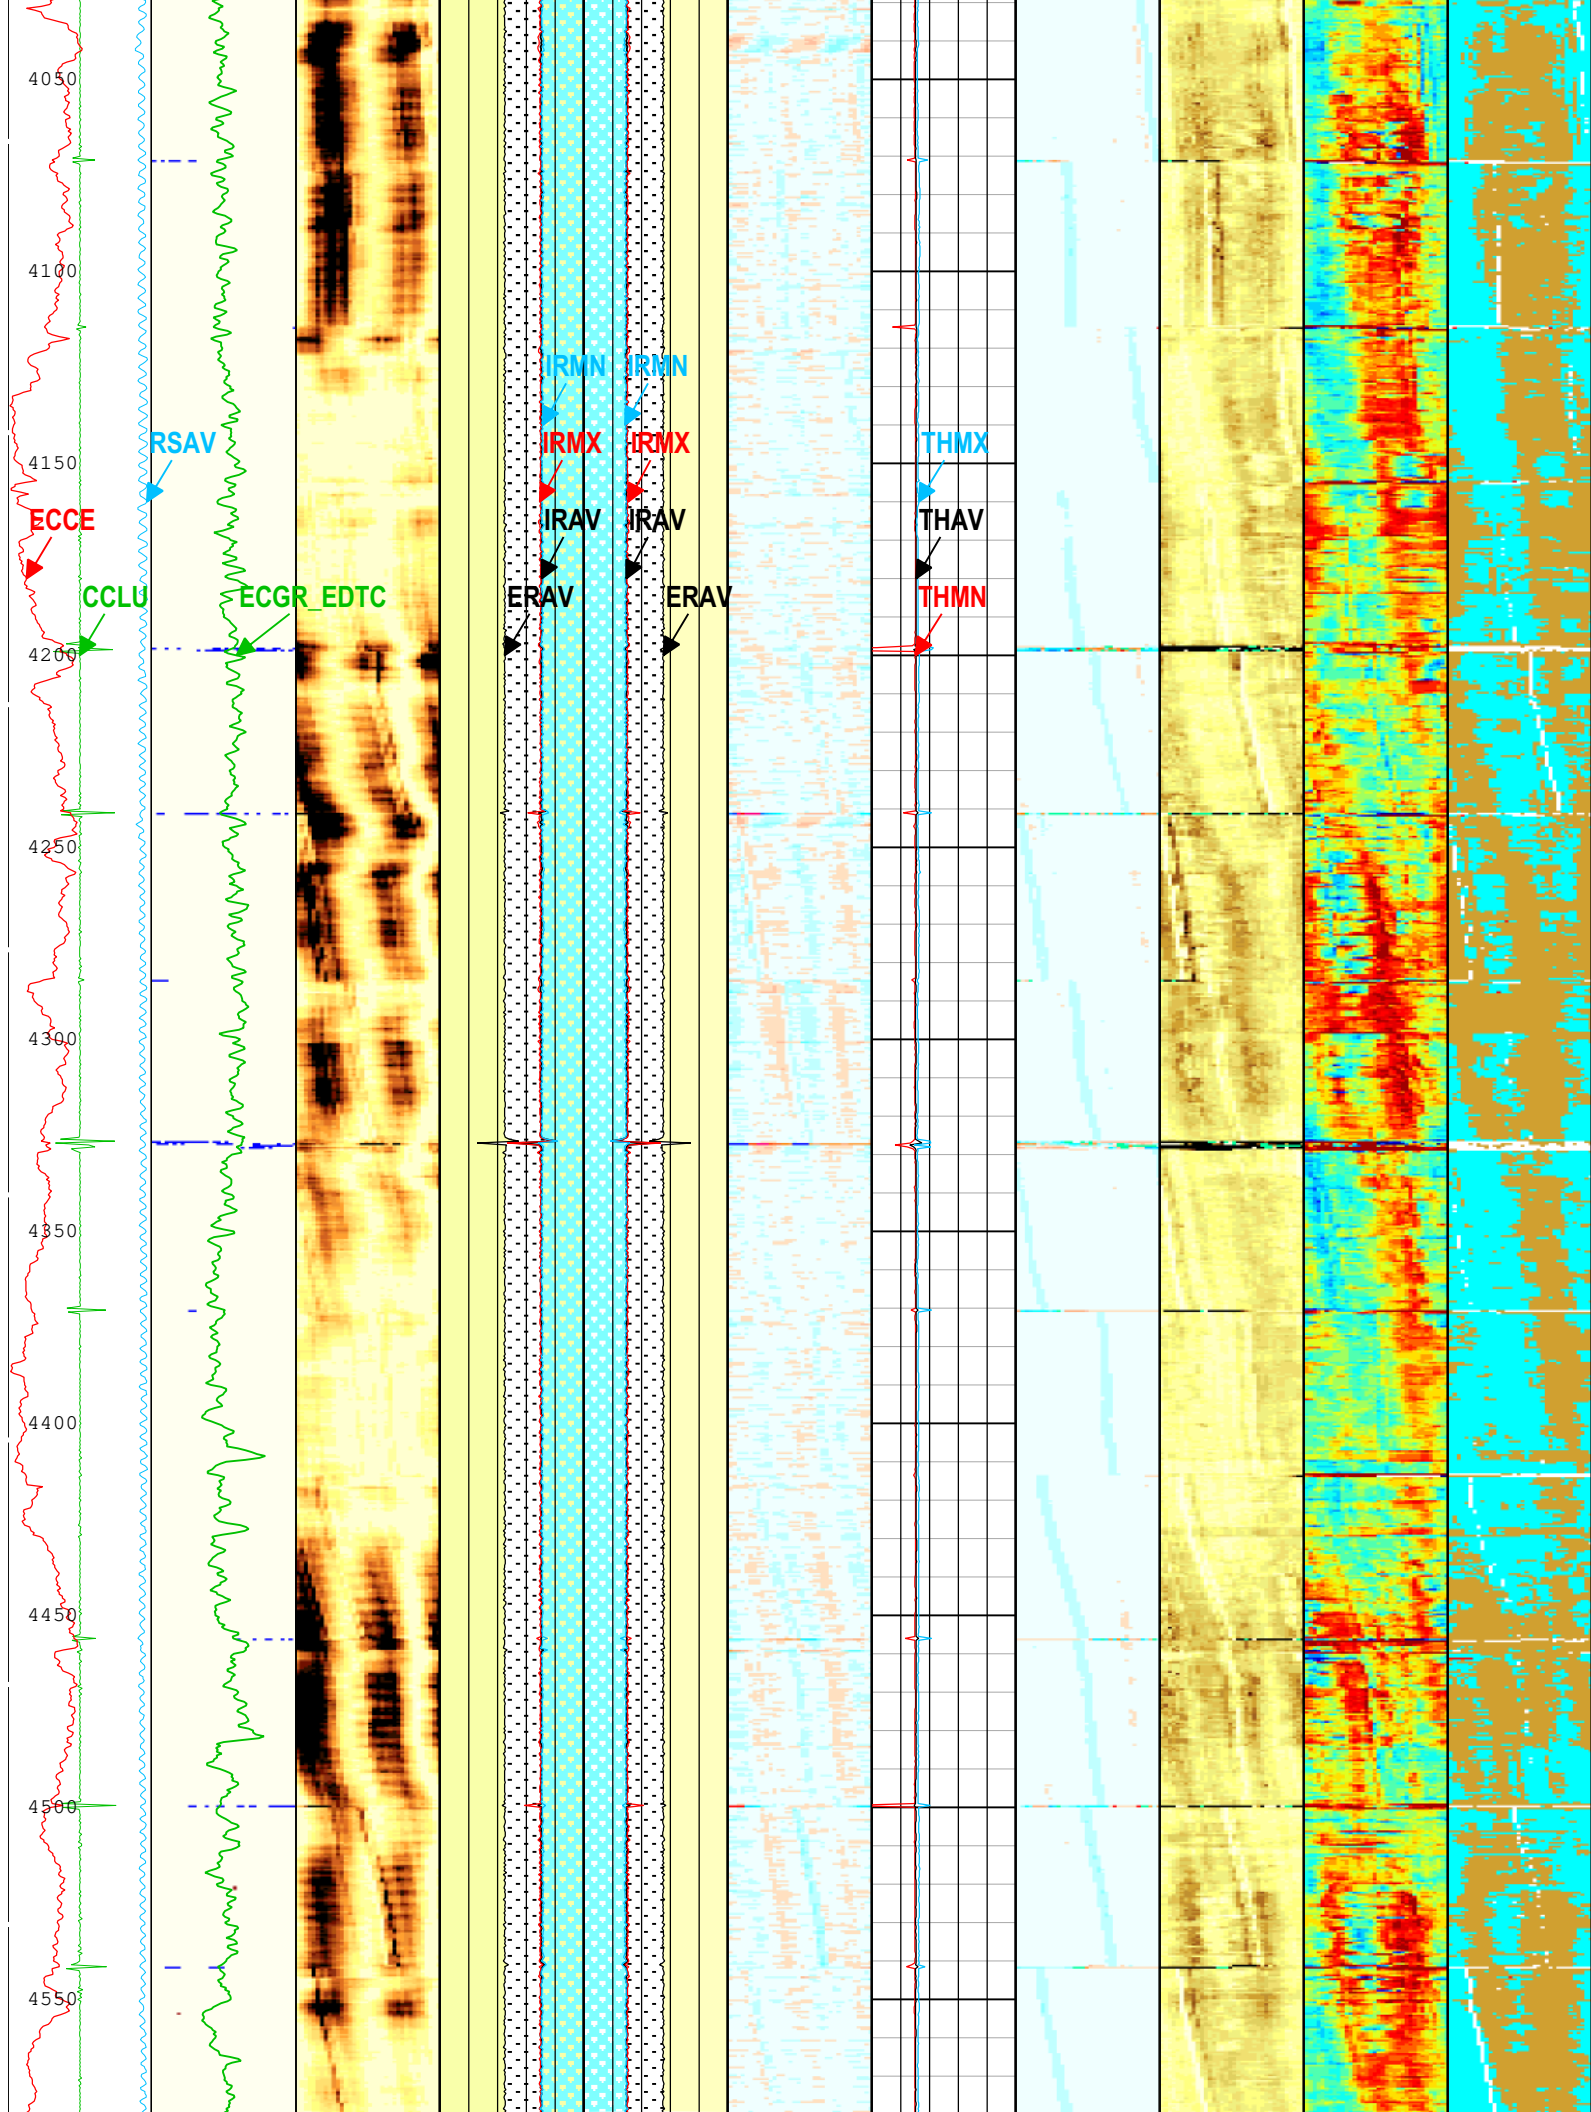 4050
4100
IRMN IRMN
4150
RSAV IRMX IRMX THMX
ECCE IRAV IRAV THAV
CCLU ECGR_EDTC ERAV ERAV THMN
4200
4250
4300
4350
4400
4450
4500
4550